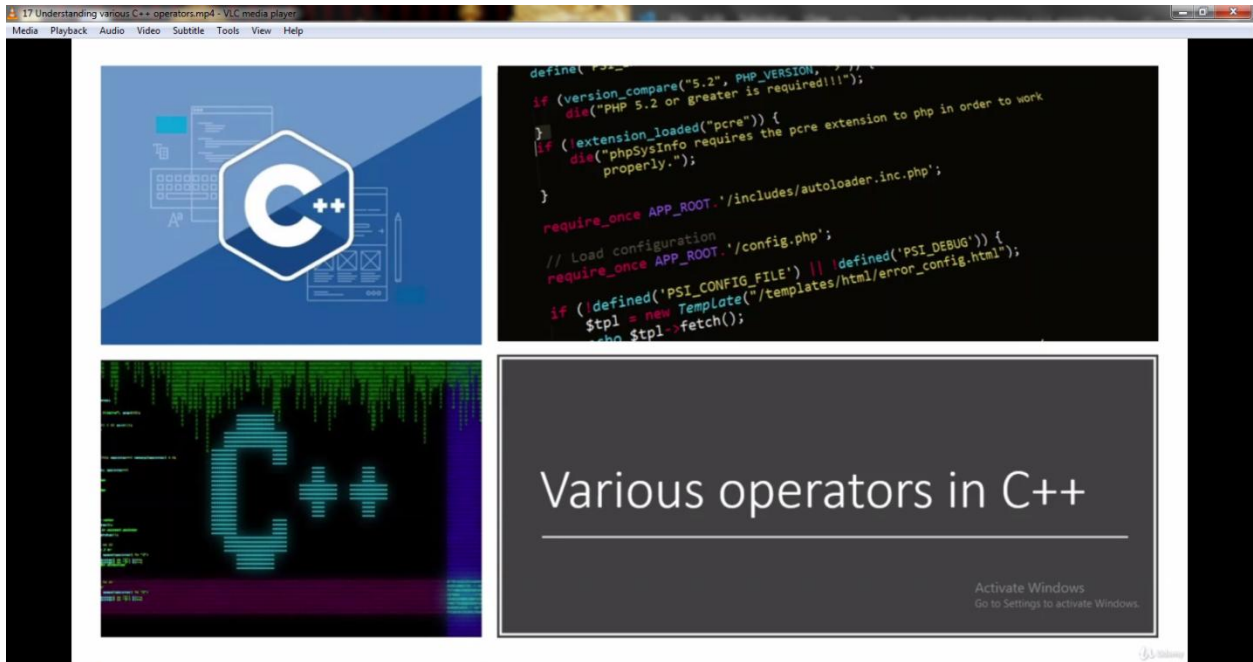 17 Understanding various C++ operators.mp4 - VLC media player
Media Playback Audio Video Subtitle Tools View Help
C++
define(
if (version_compare("5.2", PHP_VERSION,
die("PHP 5.2 or greater is required!!!");
}
if (!extension_loaded("pcre")) {
die("phpSysInfo requires the pcre extension to php in order to work
properly.");
}
require_once APP_ROOT.'/includes/autoloader.inc.php';
// Load configuration
require_once APP_ROOT.'/config.php';
if (!defined('PSI_CONFIG_FILE') || !defined('PSI_DEBUG')) {
$tpl = new Template("/templates/html/error_config.html");
echo $tpl->fetch();
C++
Various operators in C++
Activate Windows
Go to Settings to activate Windows.
Udemy